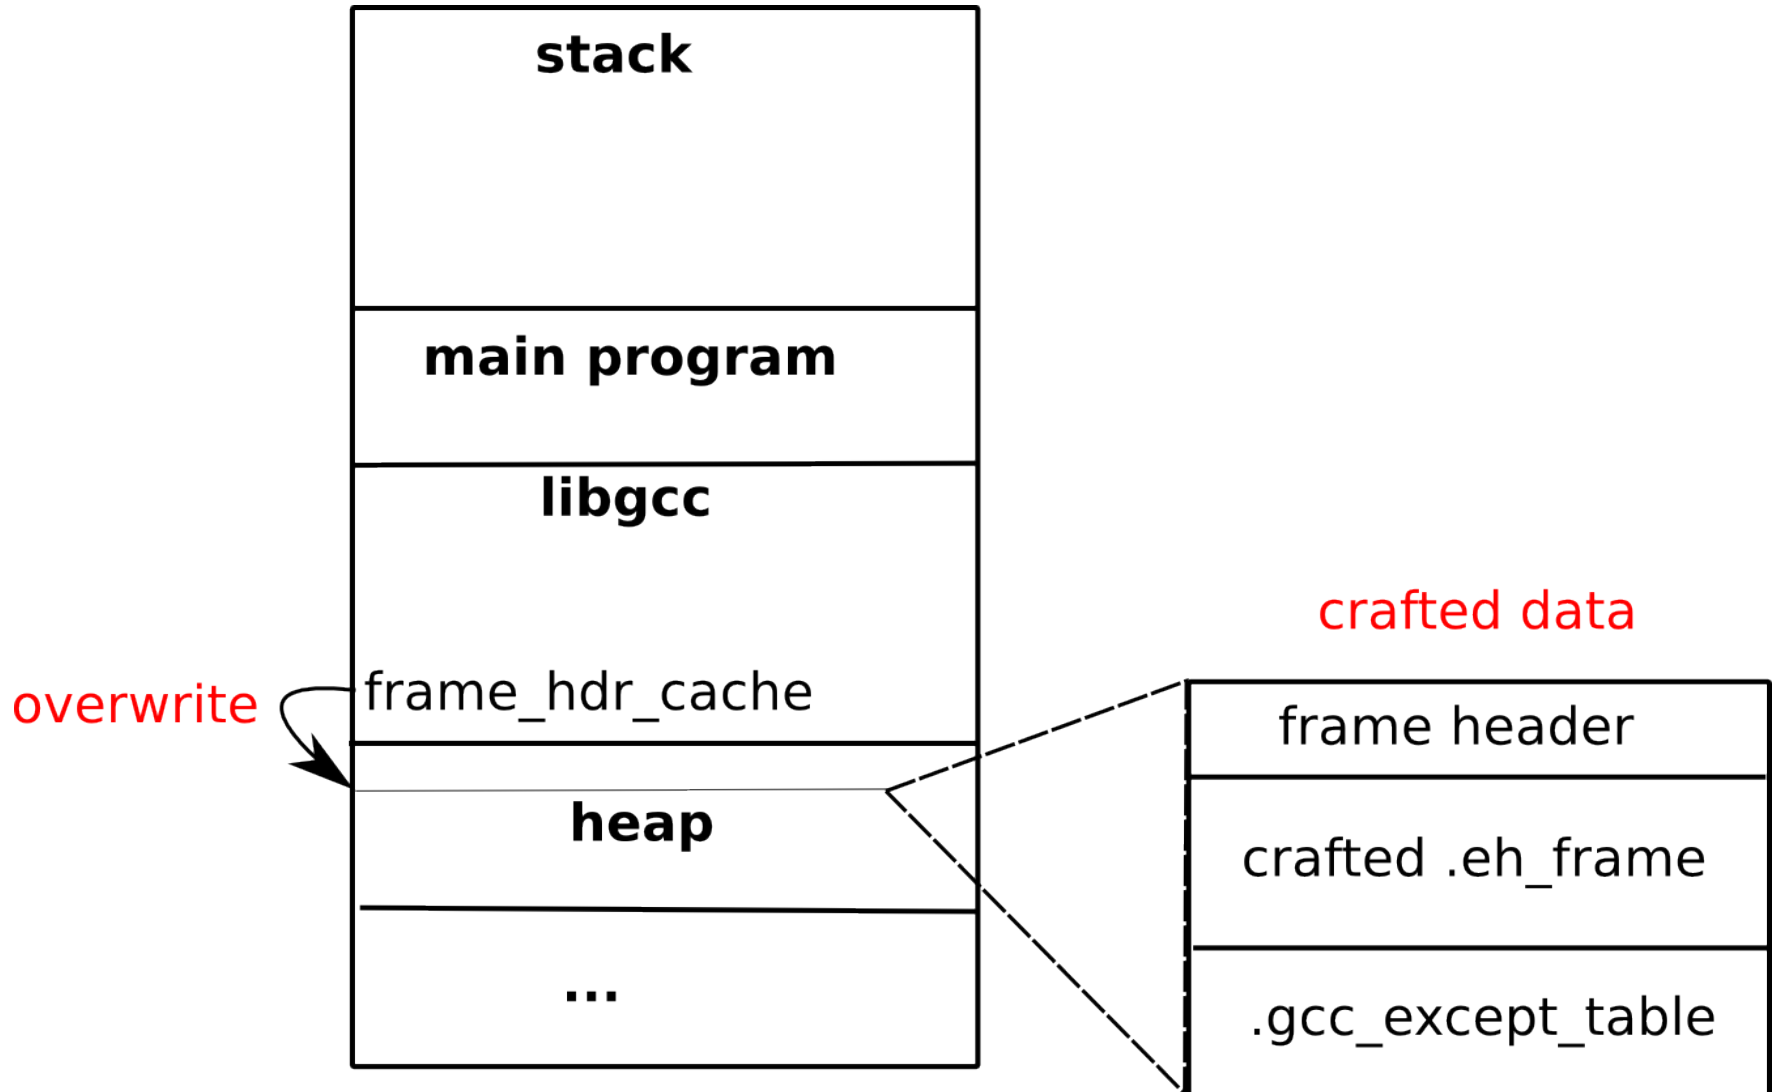 stack
main program
libgcc
crafted data
overwrite
frame_hdr_cache
frame header
heap
crafted .eh_frame
...
.gcc_except_table